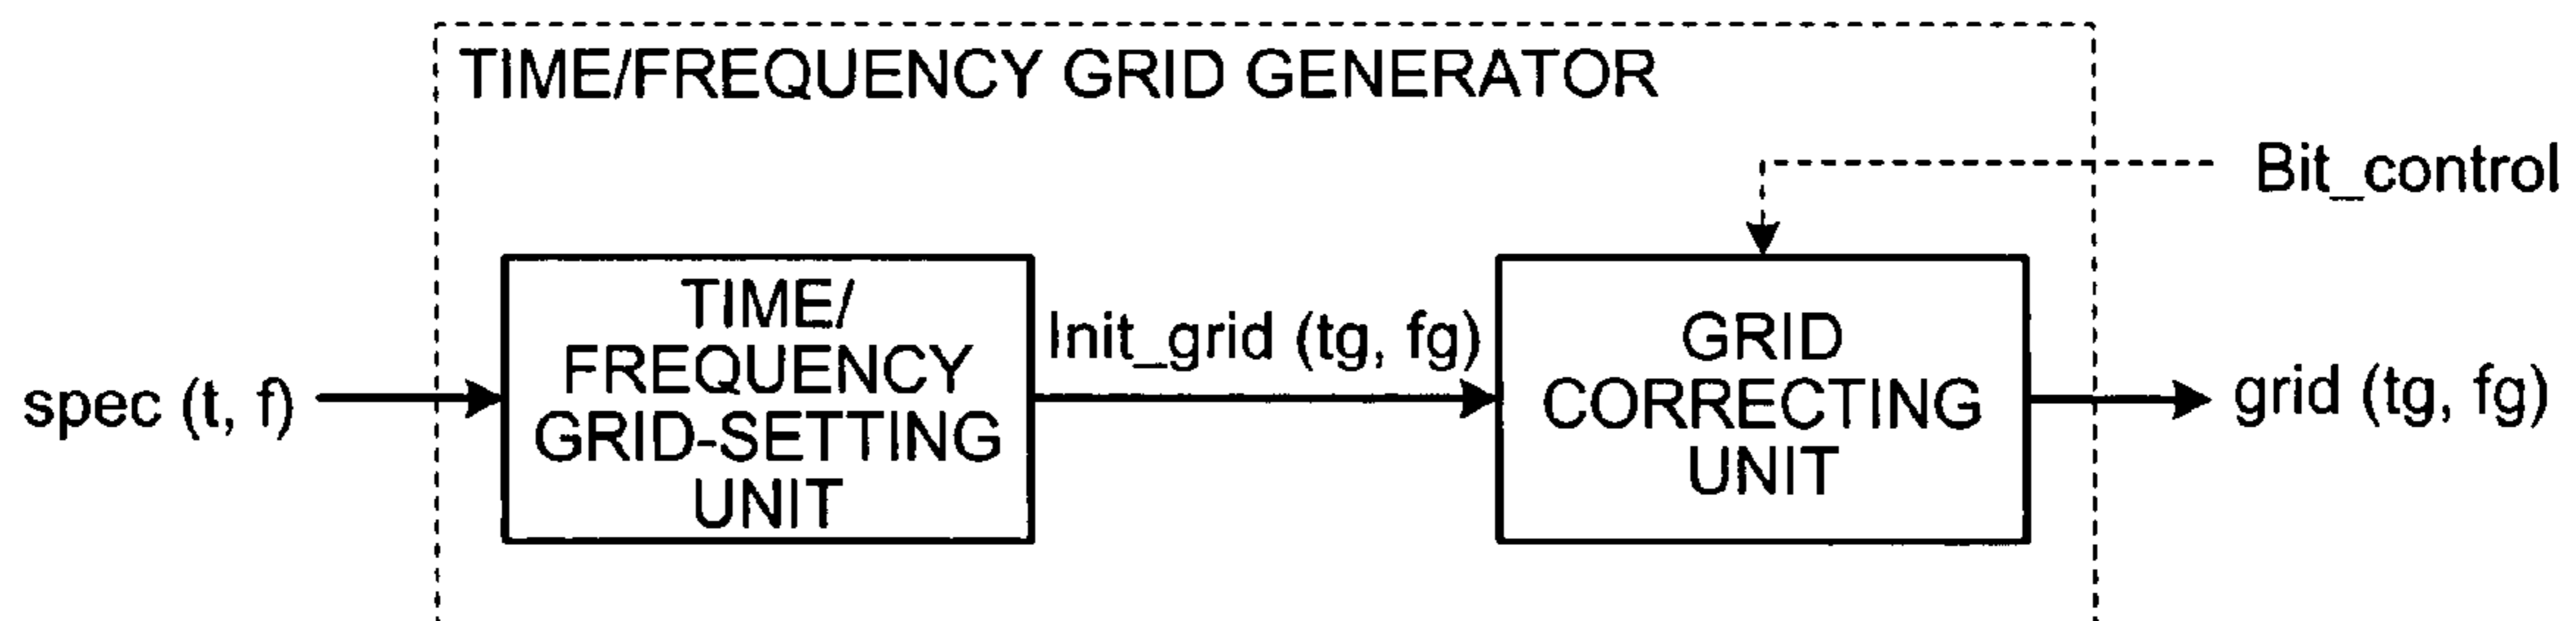 TIME/FREQUENCY GRID GENERATOR
Bit_control
spec (t, f)
TIME/
FREQUENCY
GRID-SETTING
UNIT
Init_grid (tg, fg)
GRID
CORRECTING
UNIT
grid (tg, fg)